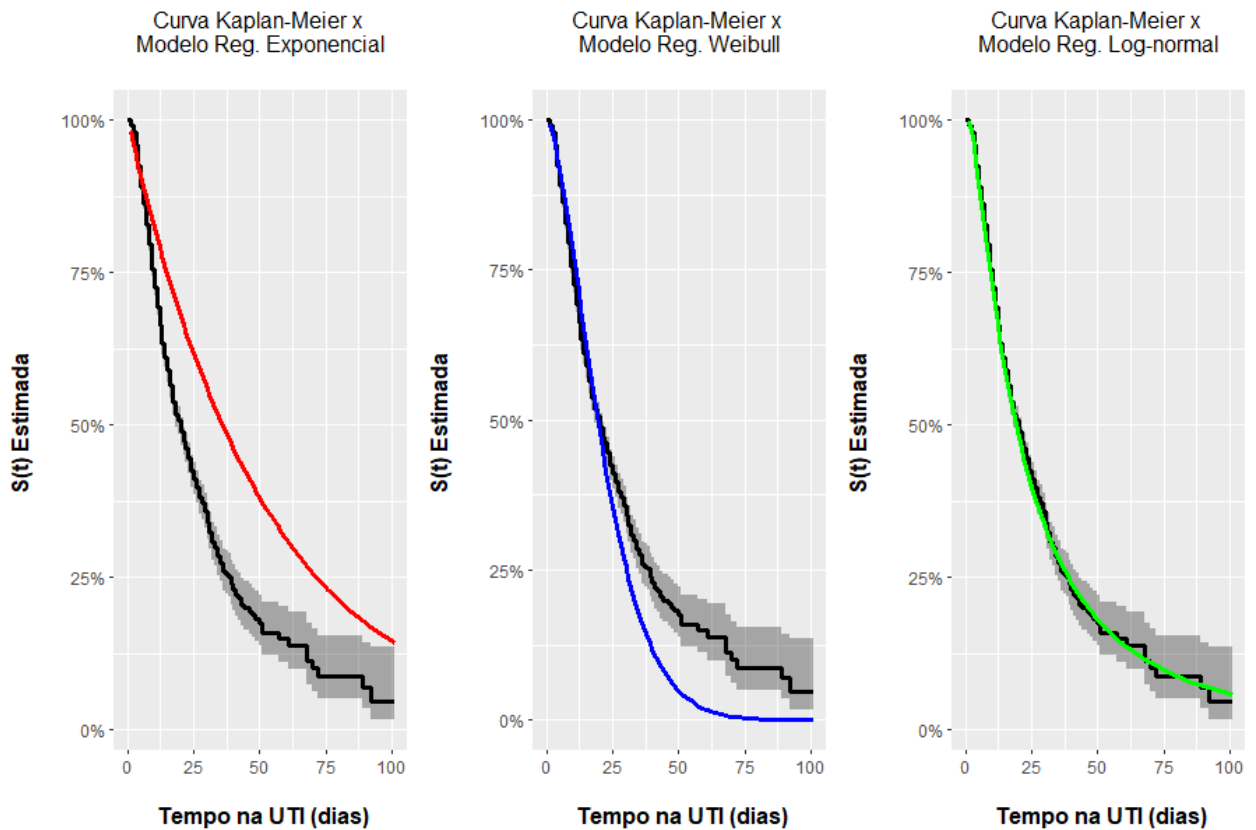 Curva Kaplan-Meier x
Modelo Reg. Exponencial
S(t) Estimada
100%
75%
50%
25%
0%
0
25
50
75
100
Tempo na UTI (dias)
Curva Kaplan-Meier x
Modelo Reg. Weibull
S(t) Estimada
100%
75%
50%
25%
0%
0
25
50
75
100
Tempo na UTI (dias)
Curva Kaplan-Meier x
Modelo Reg. Log-normal
S(t) Estimada
100%
75%
50%
25%
0%
0
25
50
75
100
Tempo na UTI (dias)